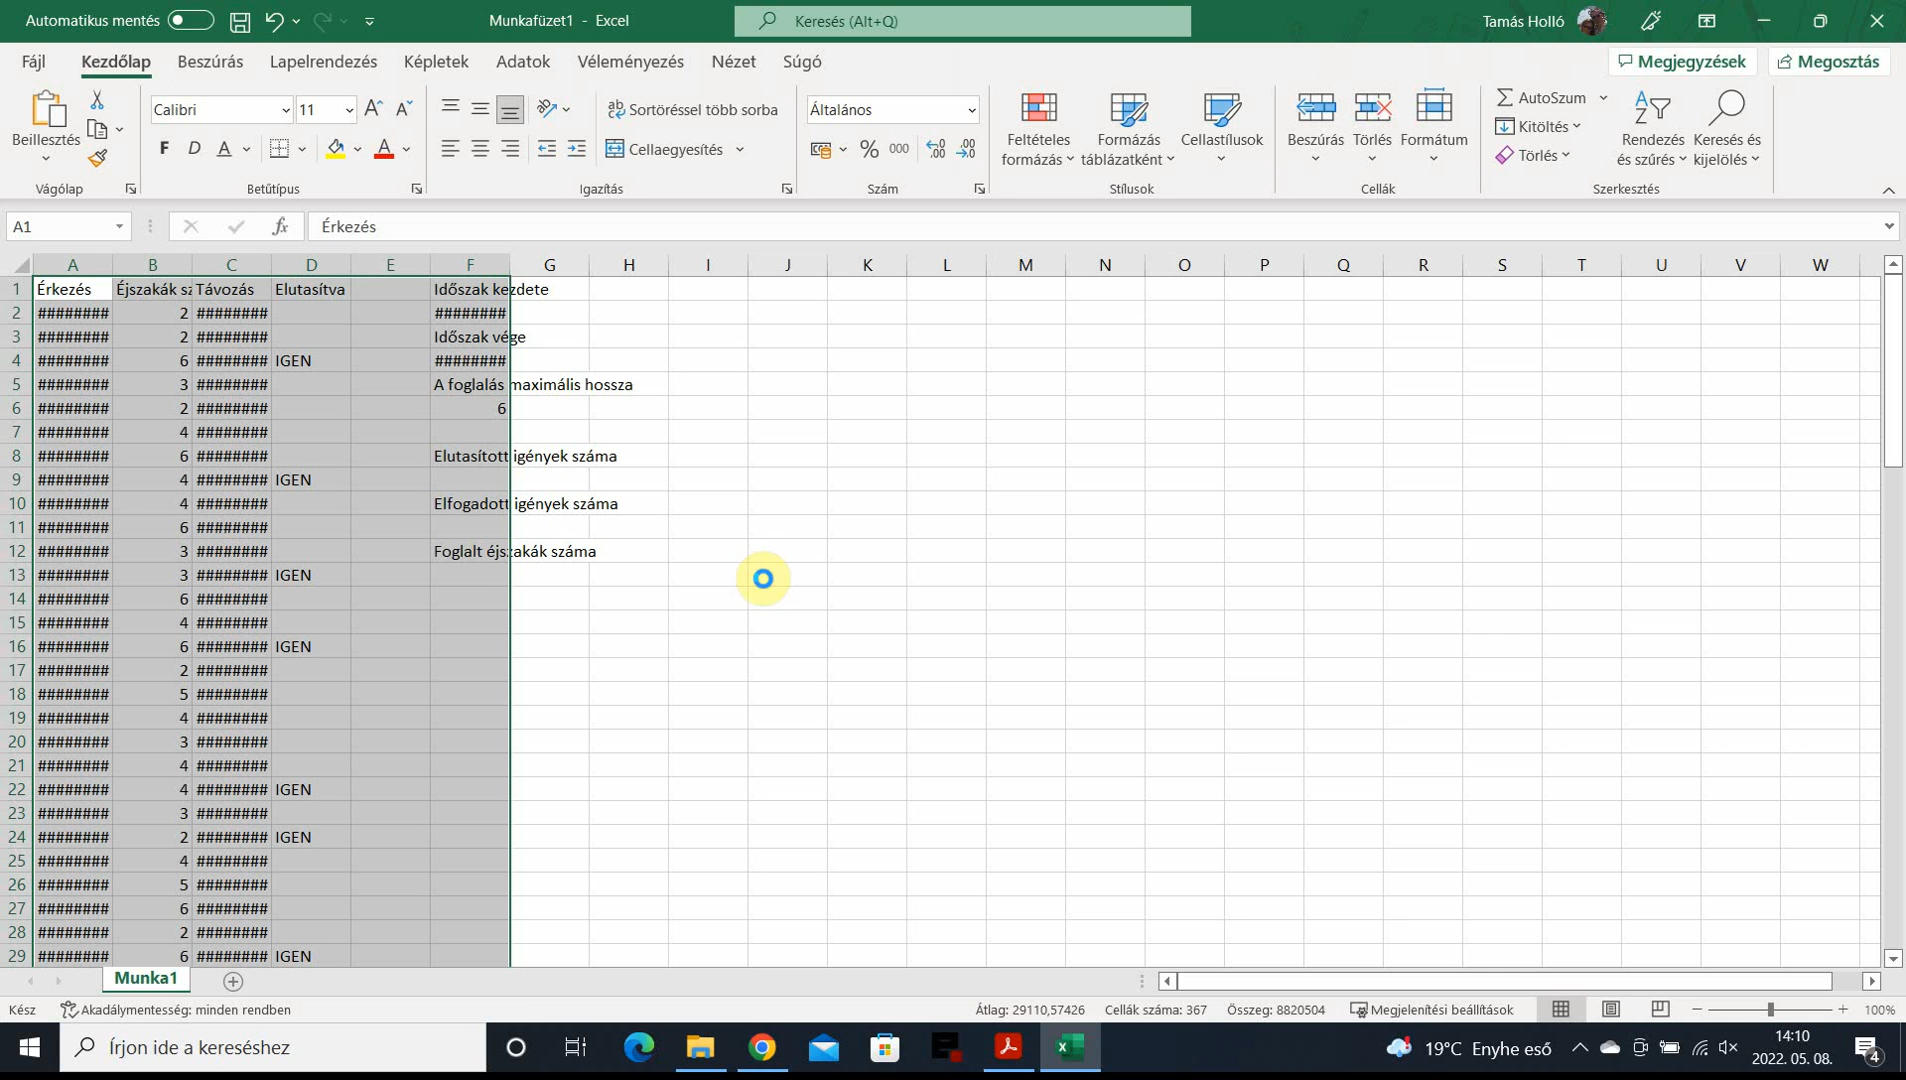 Automatikus mentés Munkafüzet1 - Excel Keresés (Alt+Q) Tamás Holló
Fájl Kezdőlap Beszúrás Lapelrendezés Képletek Adatok Véleményezés Nézet Súgó Megjegyzések Megosztás
Beillesztés
Calibri 11
F D A A
Sortöréssel több sorba
Cellaegyesítés
Általános
% 000
Feltételes formázás
Formázás táblázatként
Cellastílusok
Beszúrás Törlés Formátum
AutoSzum
Kitöltés
Törlés
Rendezés és szűrés
Keresés és kijelölés
Vágólap Betűtípus Igazítás Szám Stílusok Cellák Szerkesztés
A1 fx Érkezés
A B C D E F G H I J K L M N O P Q R S T U V W
1 Érkezés Éjszakák sz Távozás Elutasítva Időszak kezdete
2 ######## 2 ######## ########
3 ######## 2 ######## Időszak vége
4 ######## 6 ######## IGEN ########
5 ######## 3 ######## A foglalás maximális hossza
6 ######## 2 ######## 6
7 ######## 4 ########
8 ######## 6 ######## Elutasított igények száma
9 ######## 4 ######## IGEN
10 ######## 4 ######## Elfogadott igények száma
11 ######## 6 ########
12 ######## 3 ######## Foglalt éjszakák száma
13 ######## 3 ######## IGEN
14 ######## 6 ########
15 ######## 4 ########
16 ######## 6 ######## IGEN
17 ######## 2 ########
18 ######## 5 ########
19 ######## 4 ########
20 ######## 3 ########
21 ######## 4 ########
22 ######## 4 ######## IGEN
23 ######## 3 ########
24 ######## 2 ######## IGEN
25 ######## 4 ########
26 ######## 5 ########
27 ######## 6 ########
28 ######## 2 ########
29 ######## 6 ######## IGEN
Munka1
Kész Akadálymentesség: minden rendben Átlag: 29110,57426 Cellák száma: 367 Összeg: 8820504 Megjelenítési beállítások 100%
Írjon ide a kereséshez 19°C Enyhe eső 14:10
2022. 05. 08. 4